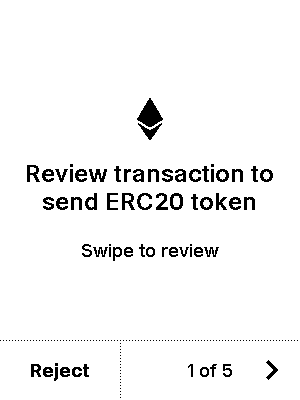 Review transaction to
send ERC20 token
Swipe to review
Reject
1 of 5